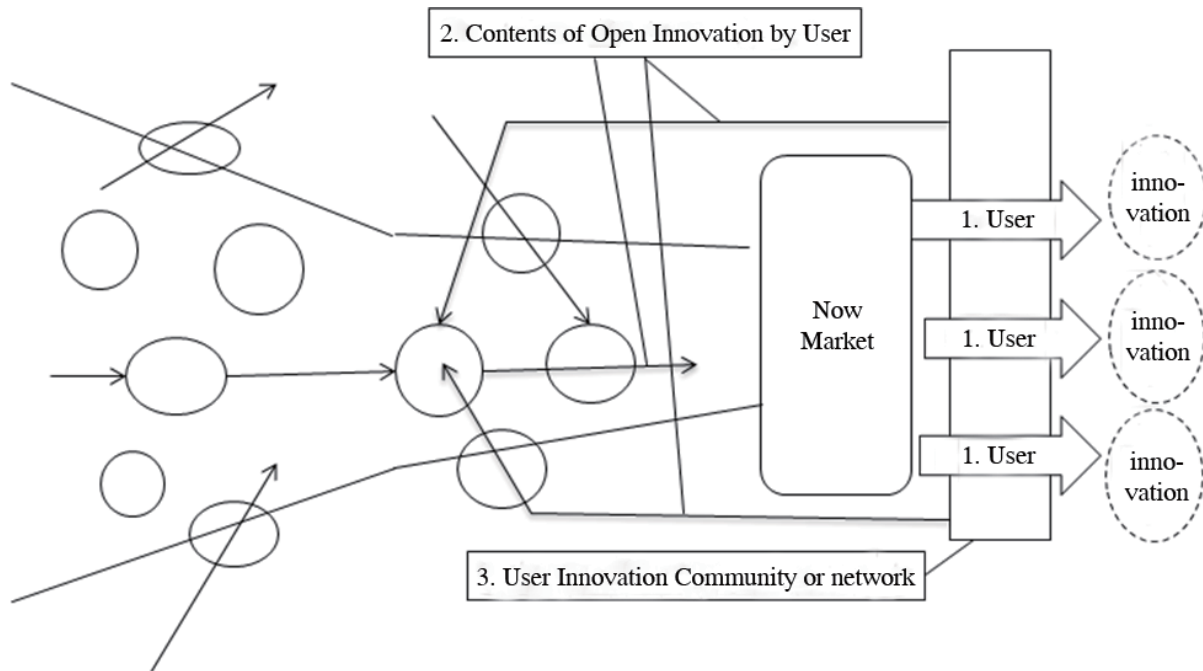 2. Contents of Open Innovation by User
inno-
vation
1. User
Now
Market
1. User
inno-
vation
1. User
inno-
vation
3. User Innovation Community or network